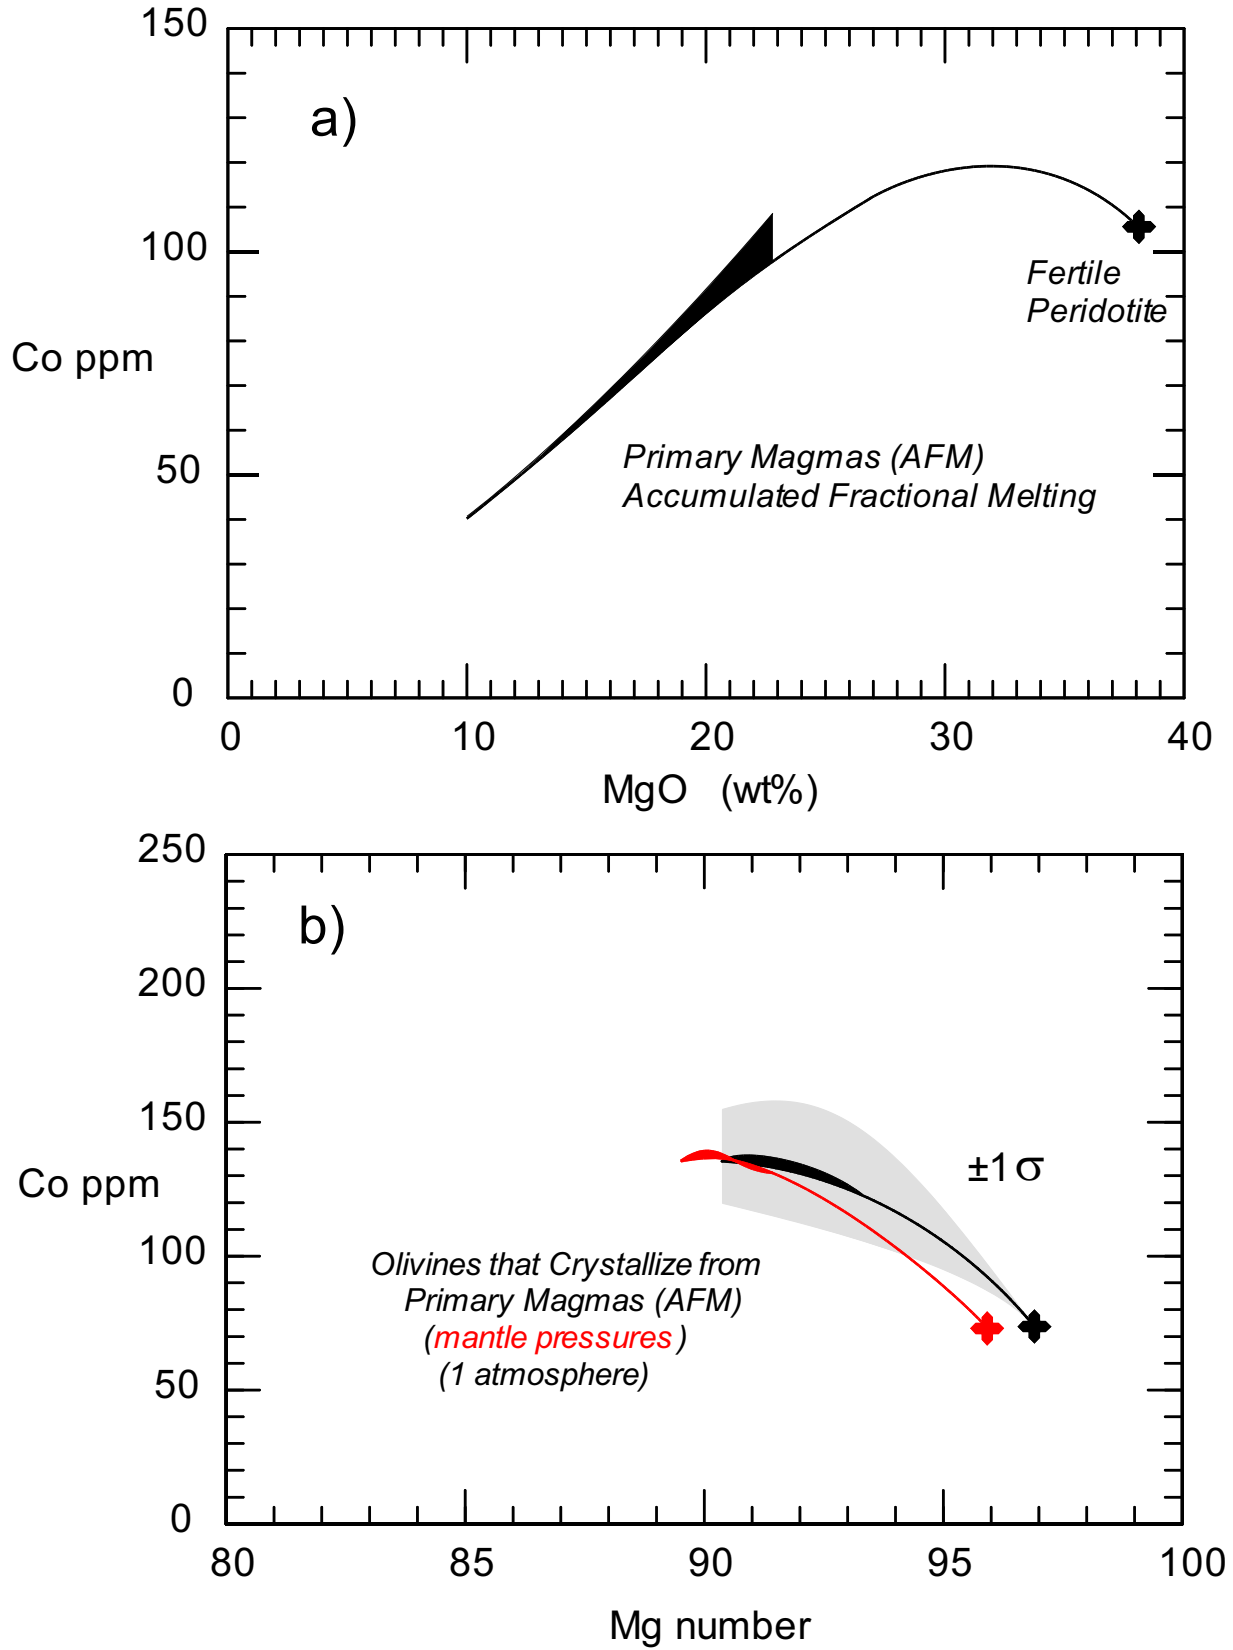 150
a)
100
Fertile
Peridotite
Co ppm
Primary Magmas (AFM)
50
Accumulated Fractional Melting
0
0 10 20 30 40
MgO (wt%)
250
b)
200
150
±1σ
Co ppm
100
Olivines that Crystallize from
Primary Magmas (AFM)
(mantle pressures)
(1 atmosphere)
50
0
80 85 90 95 100
Mg number